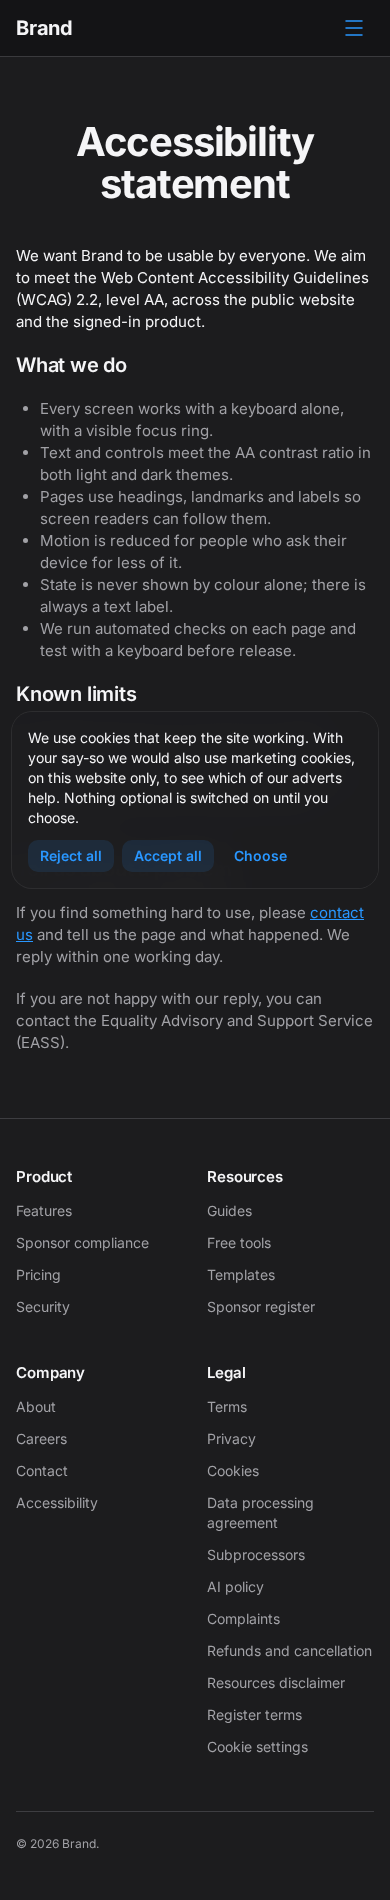 Brand
Accessibility
statement
We want Brand to be usable by everyone. We aim
to meet the Web Content Accessibility Guidelines
(WCAG) 2.2, level AA, across the public website
and the signed-in product.
What we do
• Every screen works with a keyboard alone,
with a visible focus ring.
• Text and controls meet the AA contrast ratio in
both light and dark themes.
• Pages use headings, landmarks and labels so
screen readers can follow them.
• Motion is reduced for people who ask their
device for less of it.
• State is never shown by colour alone; there is
always a text label.
• We run automated checks on each page and
test with a keyboard before release.
Known limits
We use cookies that keep the site working. With
your say-so we would also use marketing cookies,
on this website only, to see which of our adverts
help. Nothing optional is switched on until you
choose.
Reject all Accept all Choose
If you find something hard to use, please contact
us and tell us the page and what happened. We
reply within one working day.
If you are not happy with our reply, you can
contact the Equality Advisory and Support Service
(EASS).
Product
Features
Sponsor compliance
Pricing
Security
Resources
Guides
Free tools
Templates
Sponsor register
Company
About
Careers
Contact
Accessibility
Legal
Terms
Privacy
Cookies
Data processing
agreement
Subprocessors
AI policy
Complaints
Refunds and cancellation
Resources disclaimer
Register terms
Cookie settings
© 2026 Brand.